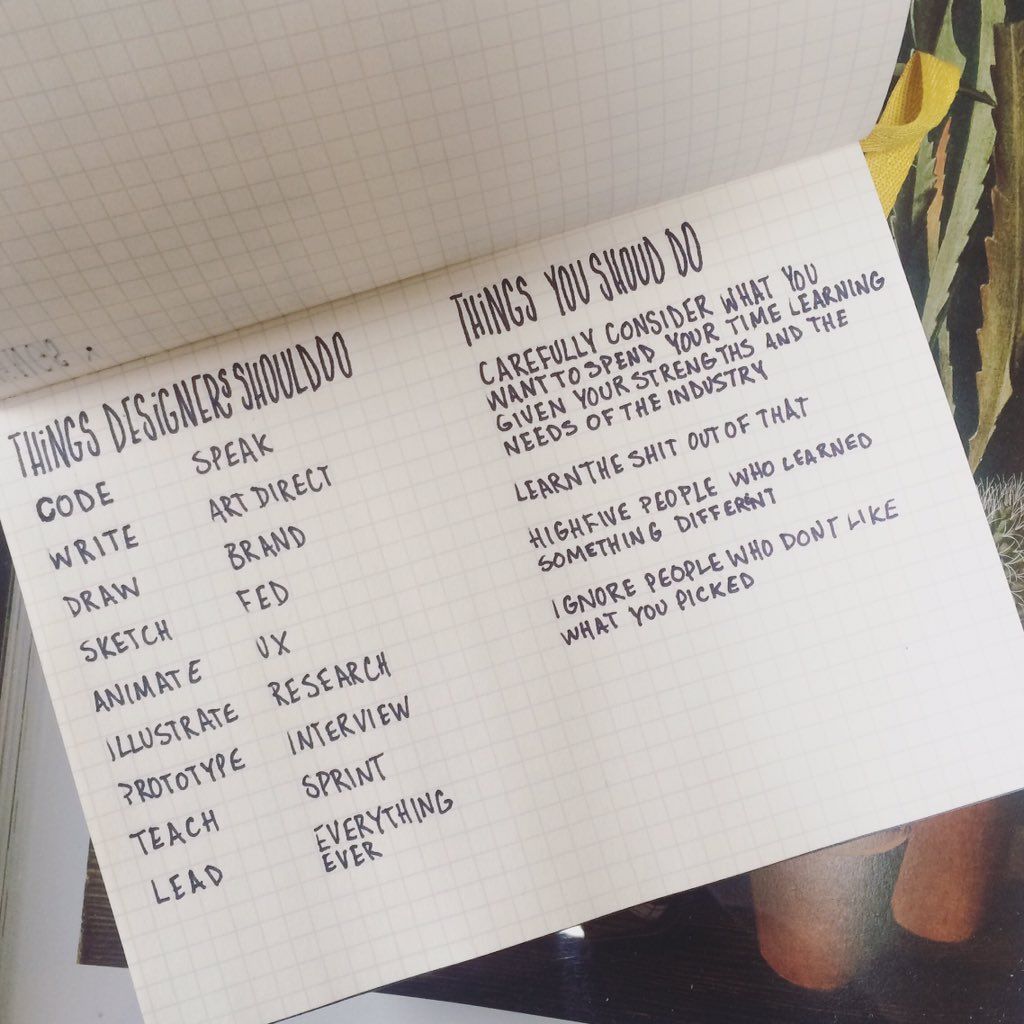 THINGS DESIGNERS SHOULD DO
CODE
WRITE
DRAW
SKETCH
ANIMATE
ILLUSTRATE
PROTOTYPE
TEACH
LEAD
SPEAK
ART DIRECT
BRAND
FED
UX
RESEARCH
INTERVIEW
SPRINT
EVERYTHING
EVER
THINGS YOU SHOUD DO
CAREFULLY CONSIDER WHAT YOU
WANT TO SPEND YOUR TIME LEARNING
GIVEN YOUR STRENGTHS AND THE
NEEDS OF THE INDUSTRY
LEARN THE SHIT OUT OF THAT
HIGHFIVE PEOPLE WHO LEARNED
SOMETHING DIFFERENT
IGNORE PEOPLE WHO DONT LIKE
WHAT YOU PICKED